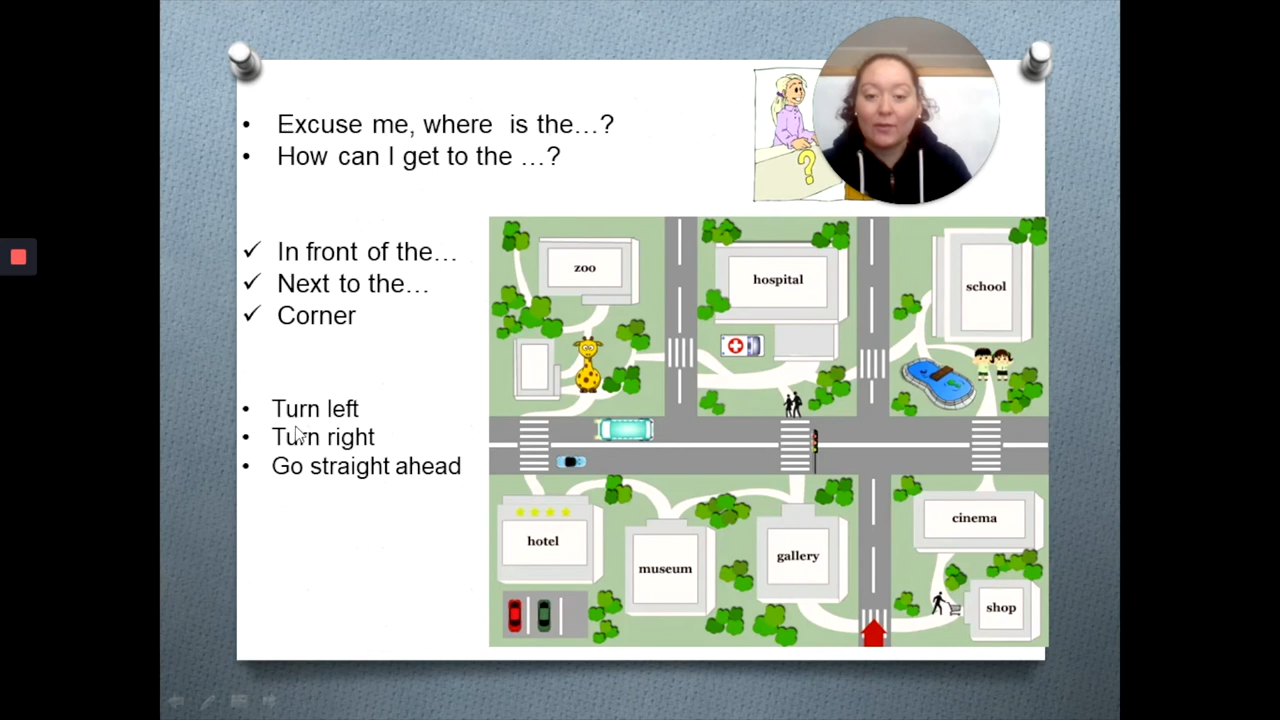 Excuse me, where is the…?
How can I get to the …?
In front of the…
Next to the…
Corner
Turn left
Turn right
Go straight ahead
?
zoo
hospital
school
hotel
museum
gallery
cinema
shop